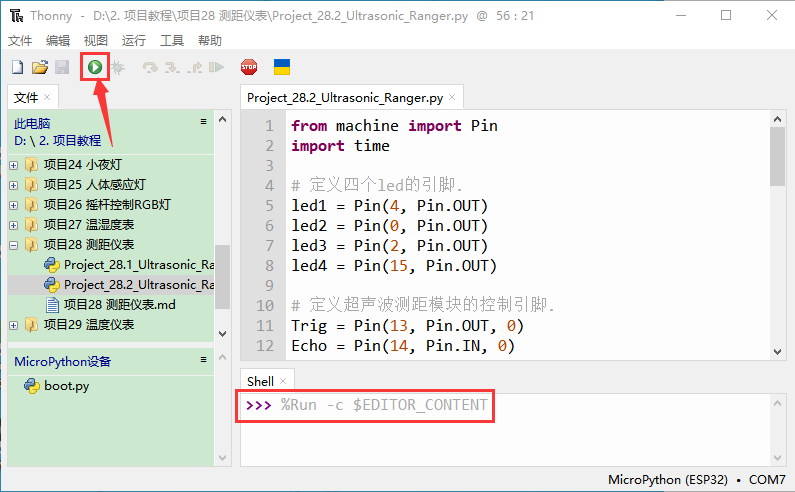 Thonny - D:\2. 项目教程\项目28 测距仪表\Project_28.2_Ultrasonic_Ranger.py @ 56 : 21
文件 编辑 视图 运行 工具 帮助
STOP
文件 ×
此电脑
D: \ 2. 项目教程
项目24 小夜灯
项目25 人体感应灯
项目26 摇杆控制RGB灯
项目27 温湿度表
项目28 测距仪表
Project_28.1_Ultrasonic_Ra
Project_28.2_Ultrasonic_Ra
项目28 测距仪表.md
项目29 温度仪表
MicroPython设备
boot.py
Project_28.2_Ultrasonic_Ranger.py ×
1 from machine import Pin
2 import time
3
4 # 定义四个led的引脚.
5 led1 = Pin(4, Pin.OUT)
6 led2 = Pin(0, Pin.OUT)
7 led3 = Pin(2, Pin.OUT)
8 led4 = Pin(15, Pin.OUT)
9
10 # 定义超声波测距模块的控制引脚.
11 Trig = Pin(13, Pin.OUT, 0)
12 Echo = Pin(14, Pin.IN, 0)
Shell ×
>>> %Run -c $EDITOR_CONTENT
MicroPython (ESP32) • COM7